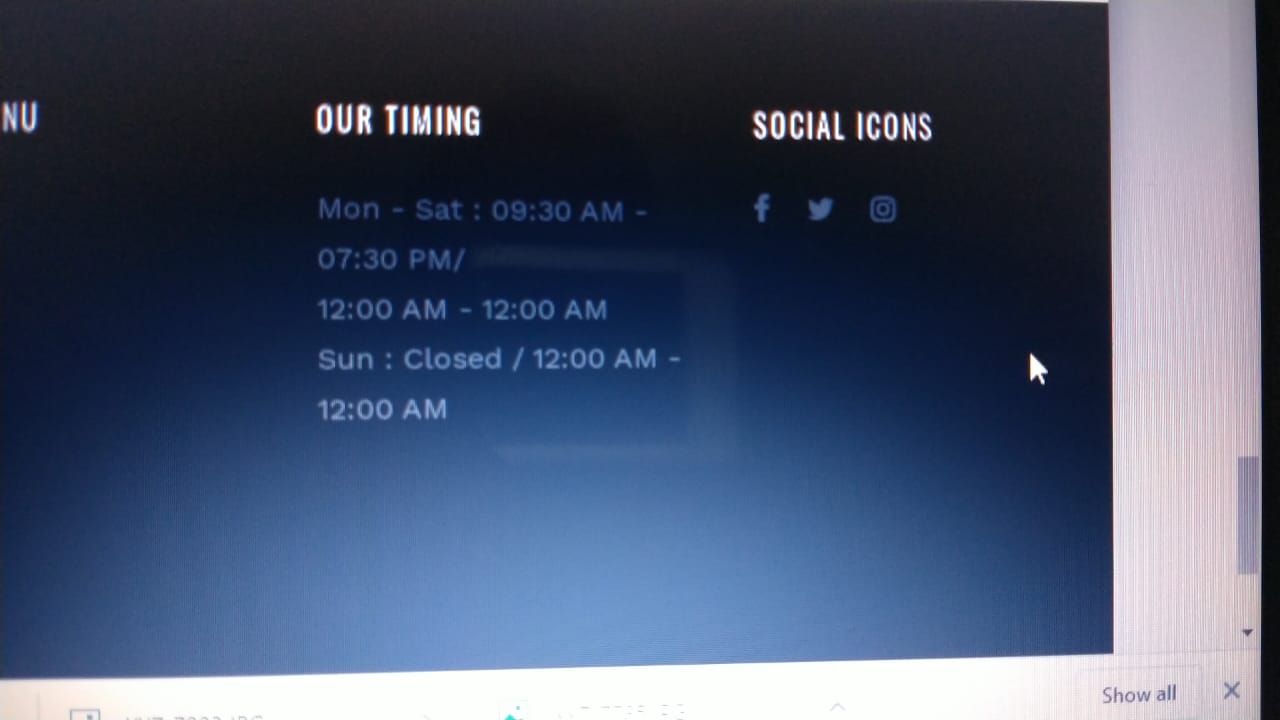 NU
OUR TIMING
SOCIAL ICONS
Mon - Sat : 09:30 AM -
07:30 PM/
12:00 AM - 12:00 AM
Sun : Closed / 12:00 AM -
12:00 AM
Show all